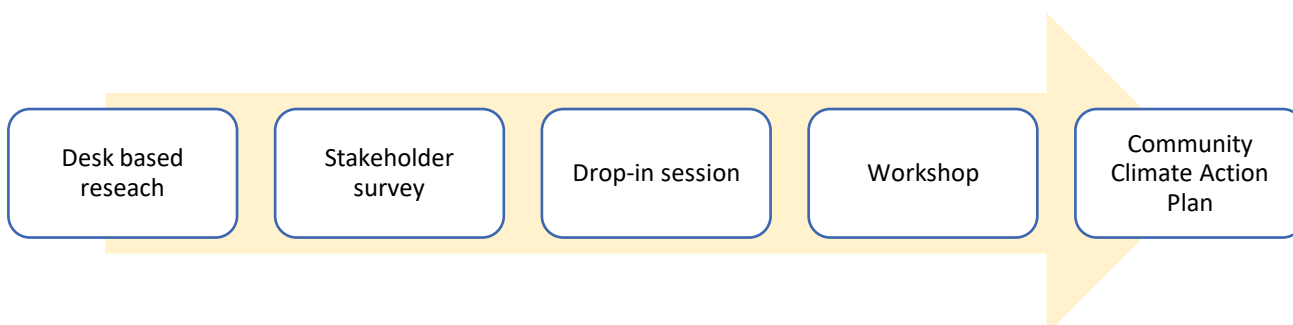 Desk based
reseach
Stakeholder
survey
Drop-in session
Workshop
Community
Climate Action
Plan